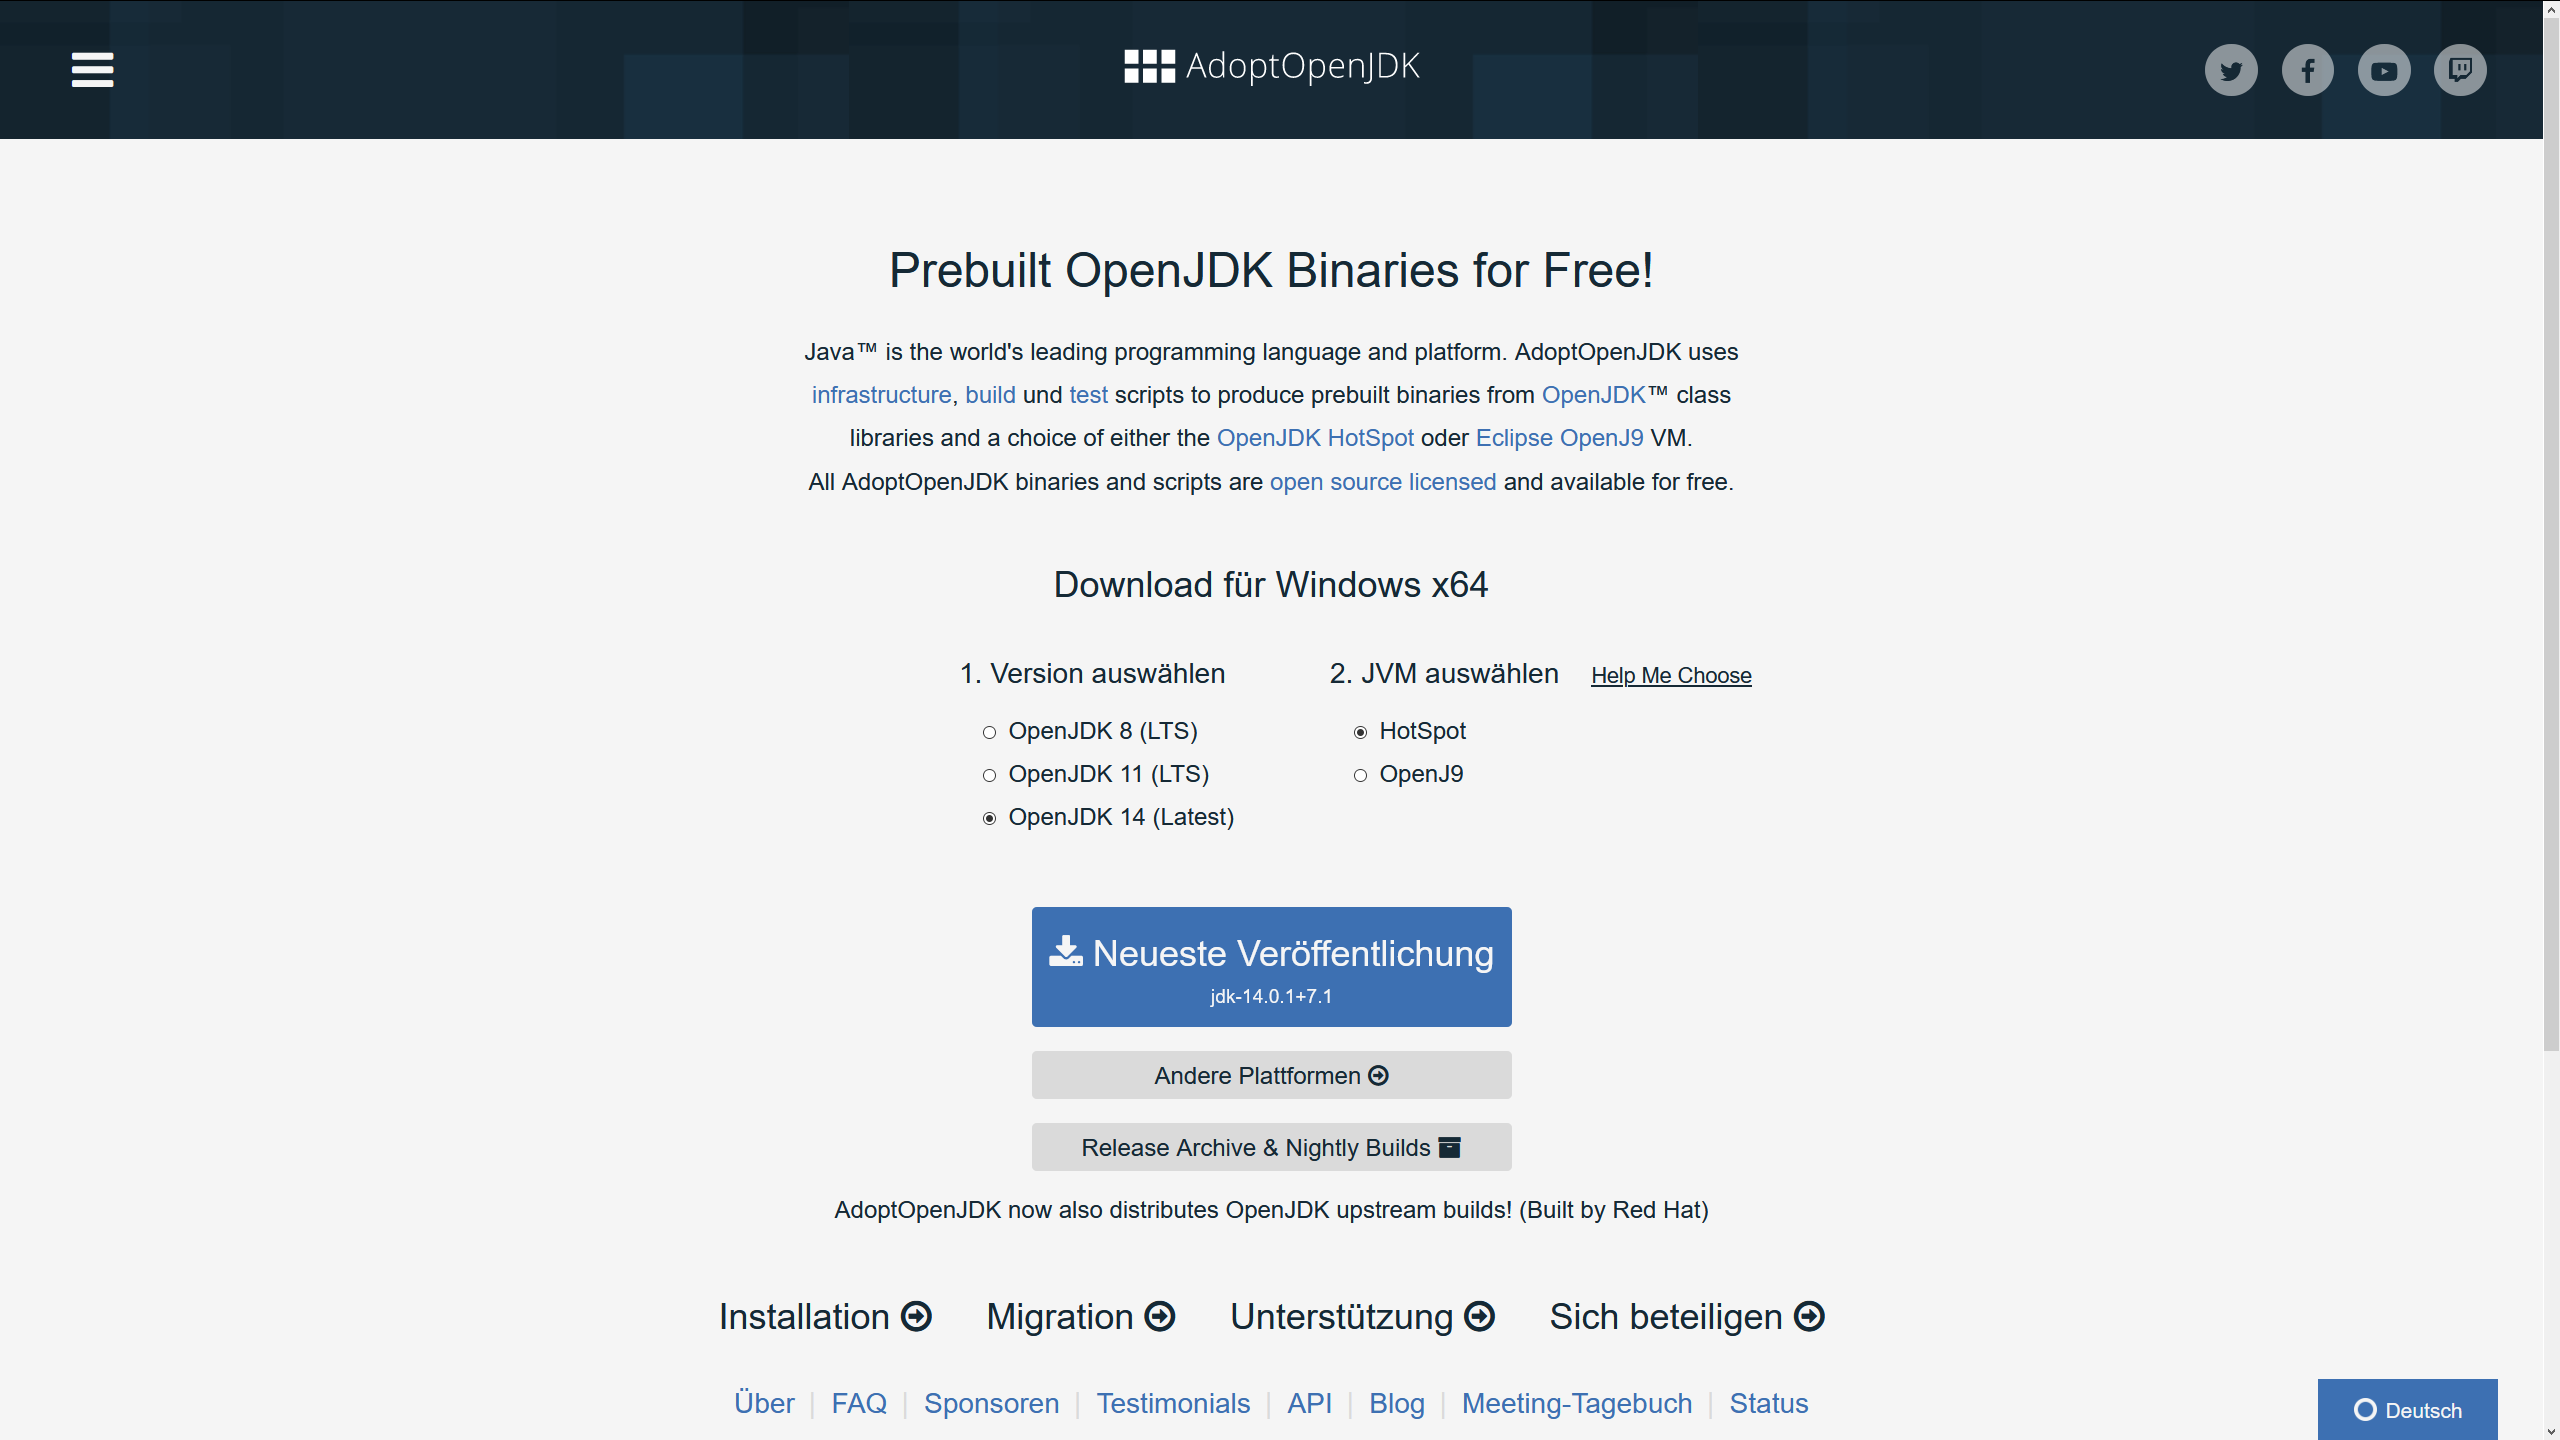 AdoptOpenJDK
Prebuilt OpenJDK Binaries for Free!
Java™ is the world's leading programming language and platform. AdoptOpenJDK uses
infrastructure, build und test scripts to produce prebuilt binaries from OpenJDK™ class
libraries and a choice of either the OpenJDK HotSpot oder Eclipse OpenJ9 VM.
All AdoptOpenJDK binaries and scripts are open source licensed and available for free.
Download für Windows x64
1. Version auswählen
OpenJDK 8 (LTS)
OpenJDK 11 (LTS)
OpenJDK 14 (Latest)
2. JVM auswählen Help Me Choose
HotSpot
OpenJ9
Neueste Veröffentlichung
jdk-14.0.1+7.1
Andere Plattformen
Release Archive & Nightly Builds
AdoptOpenJDK now also distributes OpenJDK upstream builds! (Built by Red Hat)
Installation Migration Unterstützung Sich beteiligen
Über | FAQ | Sponsoren | Testimonials | API | Blog | Meeting-Tagebuch | Status
Deutsch